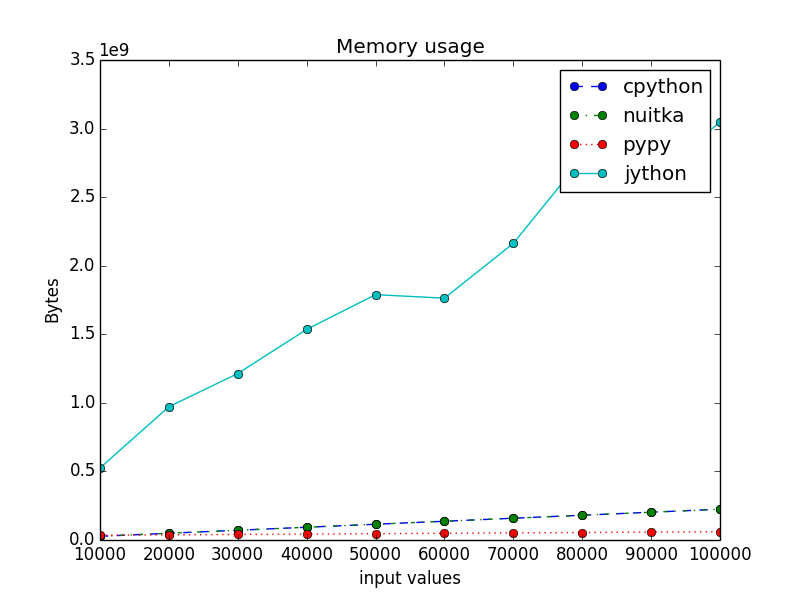 Memory usage
1e9
3.5
3.0
2.5
2.0
1.5
1.0
0.5
0.0
Bytes
cpython
nuitka
pypy
jython
10000 20000 30000 40000 50000 60000 70000 80000 90000 100000
input values